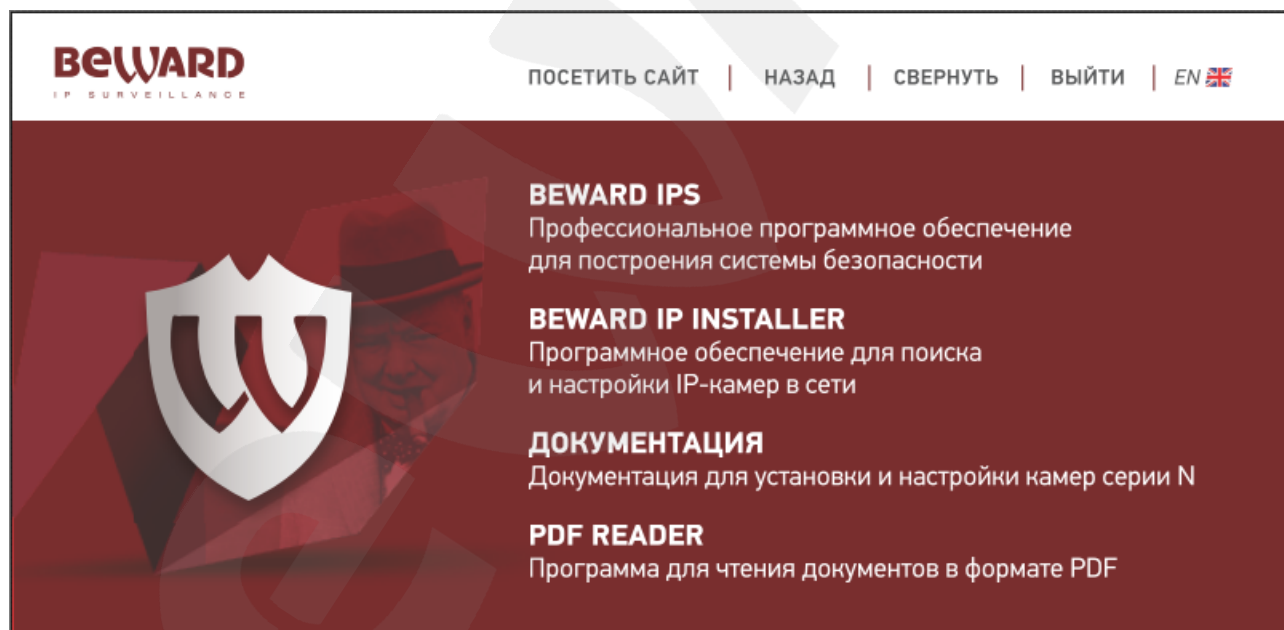 BEWARD
IP SURVEILLANCE
ПОСЕТИТЬ САЙТ | НАЗАД | СВЕРНУТЬ | ВЫЙТИ | EN
BEWARD IPS
Профессиональное программное обеспечение
для построения системы безопасности
BEWARD IP INSTALLER
Программное обеспечение для поиска
и настройки IP-камер в сети
ДОКУМЕНТАЦИЯ
Документация для установки и настройки камер серии N
PDF READER
Программа для чтения документов в формате PDF